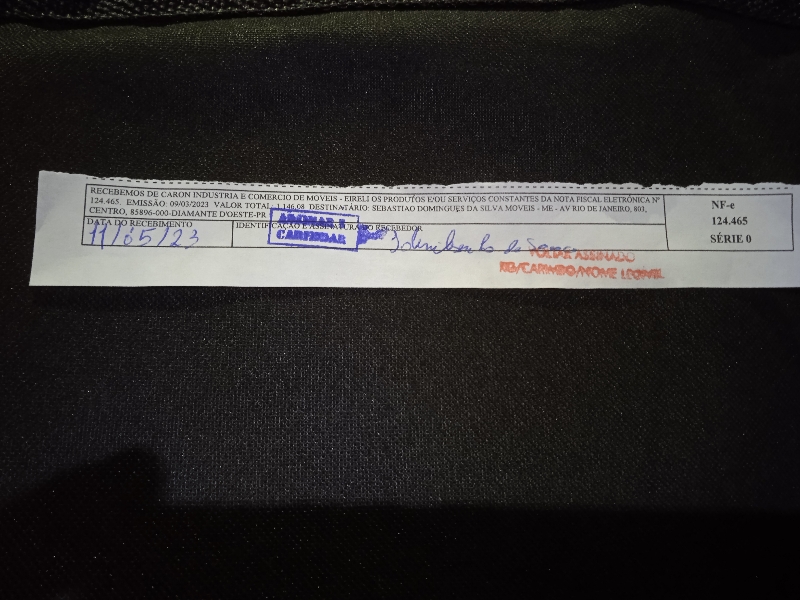 RECEBEMOS DE CARON INDUSTRIA E COMERCIO DE MOVEIS - EIRELI OS PRODUTOS E/OU SERVIÇOS CONSTANTES DA NOTA FISCAL ELETRÔNICA Nº
124.465. EMISSÃO: 09/03/2023 VALOR TOTAL: 1.146,08 DESTINATÁRIO: SEBASTIAO DOMINGUES DA SILVA MOVEIS - ME - AV RIO DE JANEIRO, 803,
CENTRO, 85896-000-DIAMANTE D'OESTE-PR
DATA DO RECEBIMENTO
11/05/23
IDENTIFICAÇÃO E ASSINATURA DO RECEBEDOR
ASSINAR E
CARIMBAR
VOLTAR ASSINADO
RG/CARIMBO/NOME LEGIVEL
NF-e
124.465
SÉRIE 0